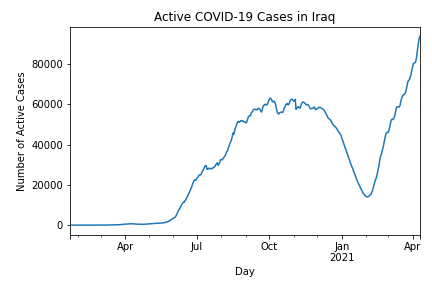 Active COVID-19 Cases in Iraq
Number of Active Cases
80000
60000
40000
20000
0
Apr
Jul
Oct
Jan
2021
Apr
Day